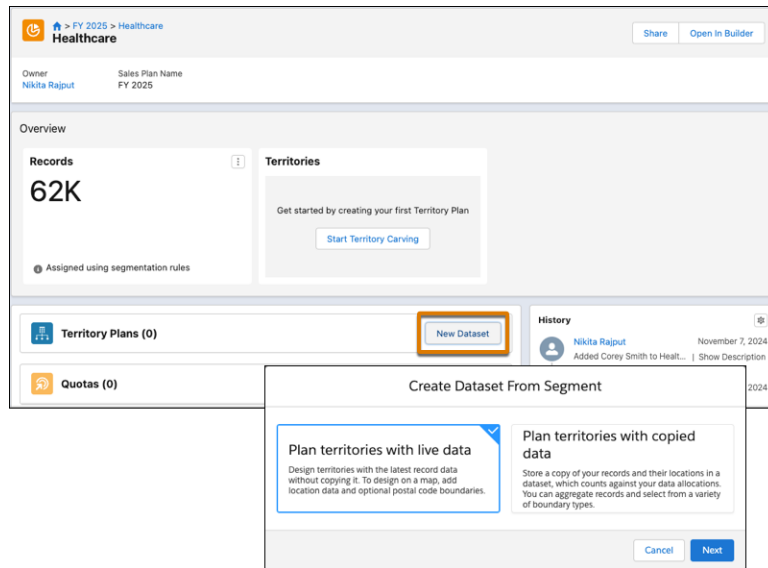 > FY 2025 > Healthcare
Healthcare
Share
Open In Builder
Owner
Sales Plan Name
Nikita Rajput
FY 2025
Overview
Records
62K
Assigned using segmentation rules
Territories
Get started by creating your first Territory Plan
Start Territory Carving
Territory Plans (0)
New Dataset
Quotas (0)
History
Nikita Rajput
November 7, 2024
Added Corey Smith to Healt... | Show Description
2024
Create Dataset From Segment
Plan territories with live data
Design territories with the latest record data
without copying it. To design on a map, add
location data and optional postal code boundaries.
Plan territories with copied
data
Store a copy of your records and their locations in a
dataset, which counts against your data allocations.
You can aggregate records and select from a variety
of boundary types.
Cancel
Next